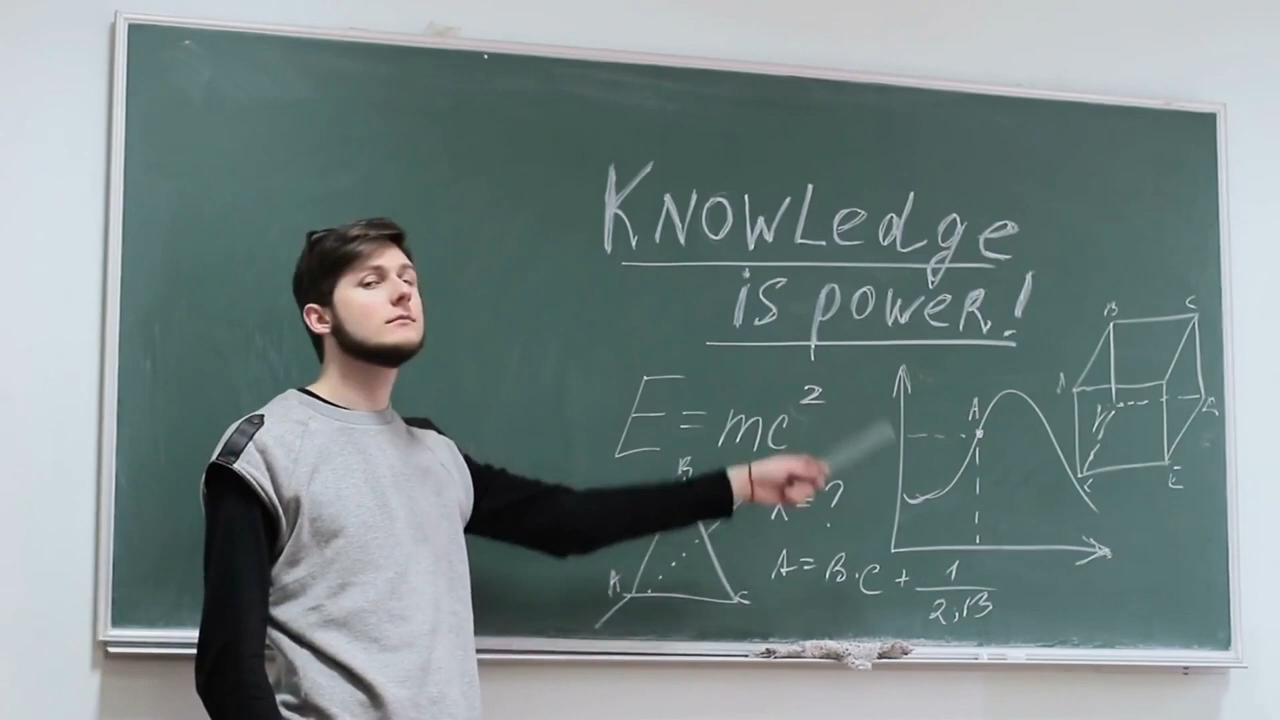 Knowledge
is power!
E = mc²
B
A
C
= ?
A = B·C + 1/2,13
A
B
C
A
E